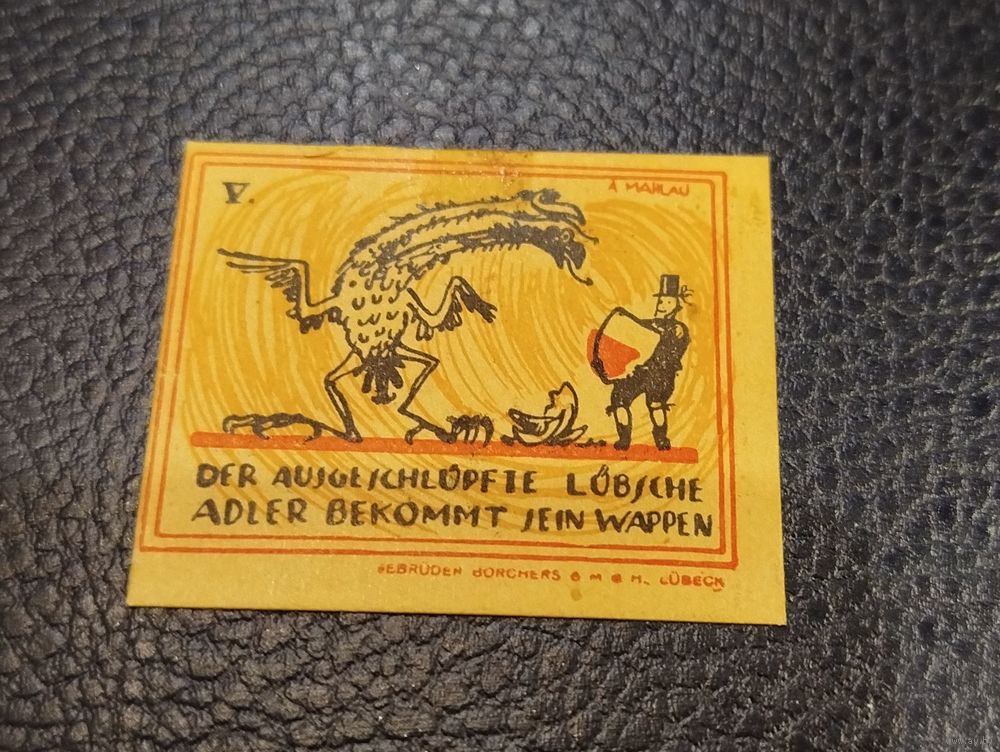 V.
A MAHLAU
DER AUSGESCHLÜPFTE LÜBSCHE
ADLER BEKOMMT SEIN WAPPEN
GEBRÜDER BORCHERS G M B H. LÜBECK